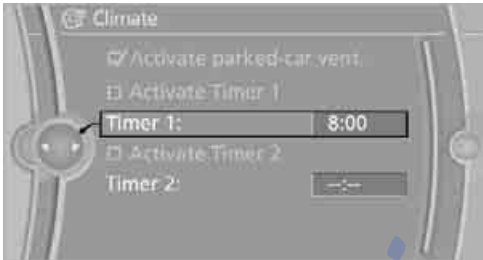 Climate
Activate parked-car vent.
Activate Timer 1
Timer 1: 8:00
Activate Timer 2
Timer 2: --:--